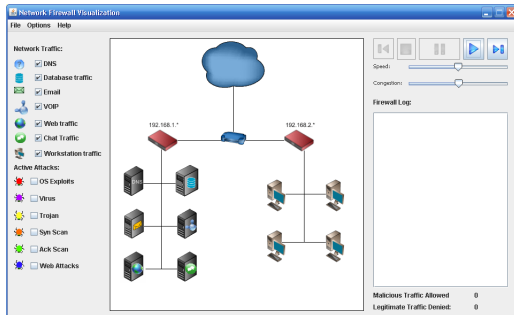 Network Firewall Visualization
File Options Help
Network Traffic:
DNS
Database traffic
Email
VOIP
Web traffic
Chat Traffic
Workstation traffic
Active Attacks:
OS Exploits
Virus
Trojan
Syn Scan
Ack Scan
Web Attacks
192.168.1.*
192.168.2.*
DNS
Speed:
Congestion:
Firewall Log:
Malicious Traffic Allowed 0
Legitimate Traffic Denied: 0